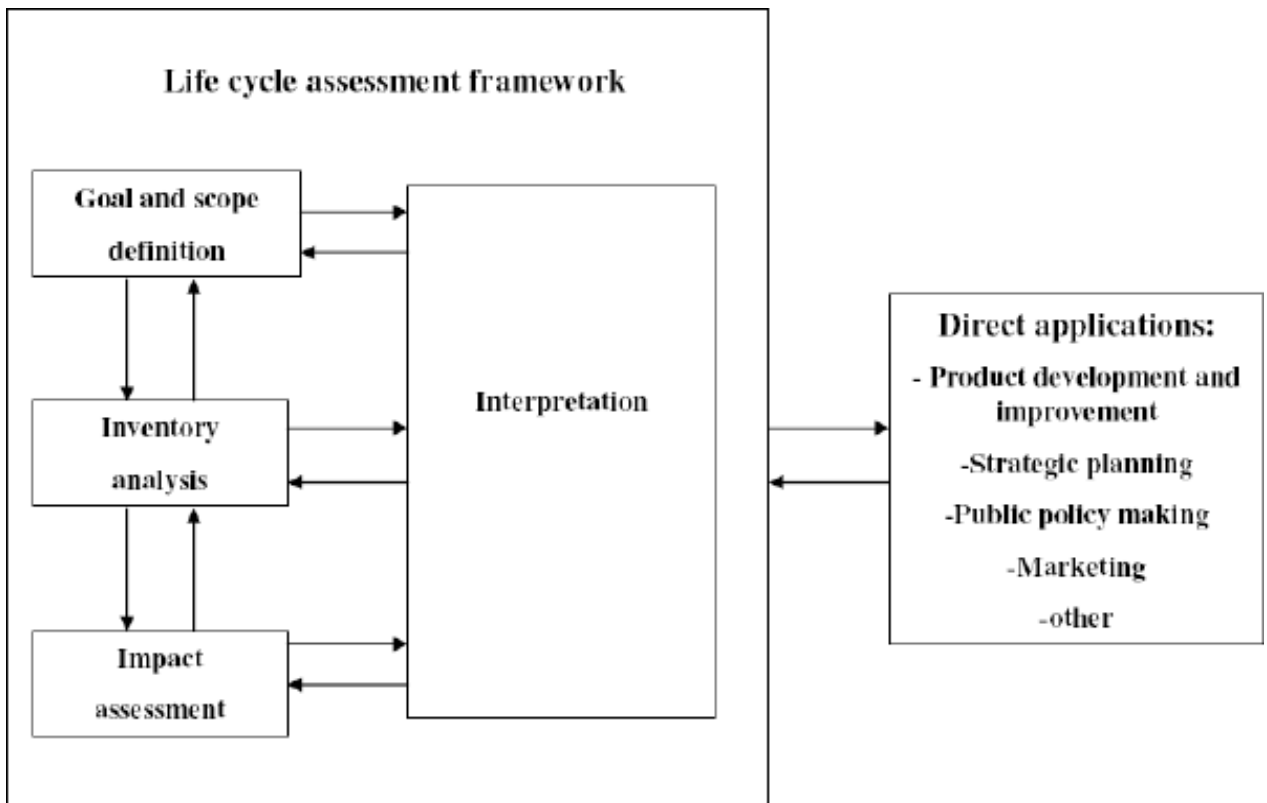 Life cycle assessment framework
Goal and scope
definition
Inventory
analysis
Impact
assessment
Interpretation
Direct applications:
- Product development and
improvement
-Strategic planning
-Public policy making
-Marketing
-other